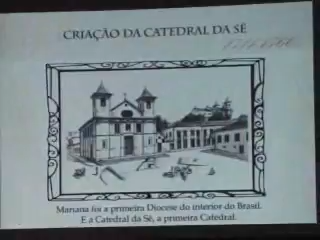 CRIAÇÃO DA CATEDRAL DA SÉ
Mariana foi a primeira Diocese do interior do Brasil.
E a Catedral da Sé, a primeira Catedral.